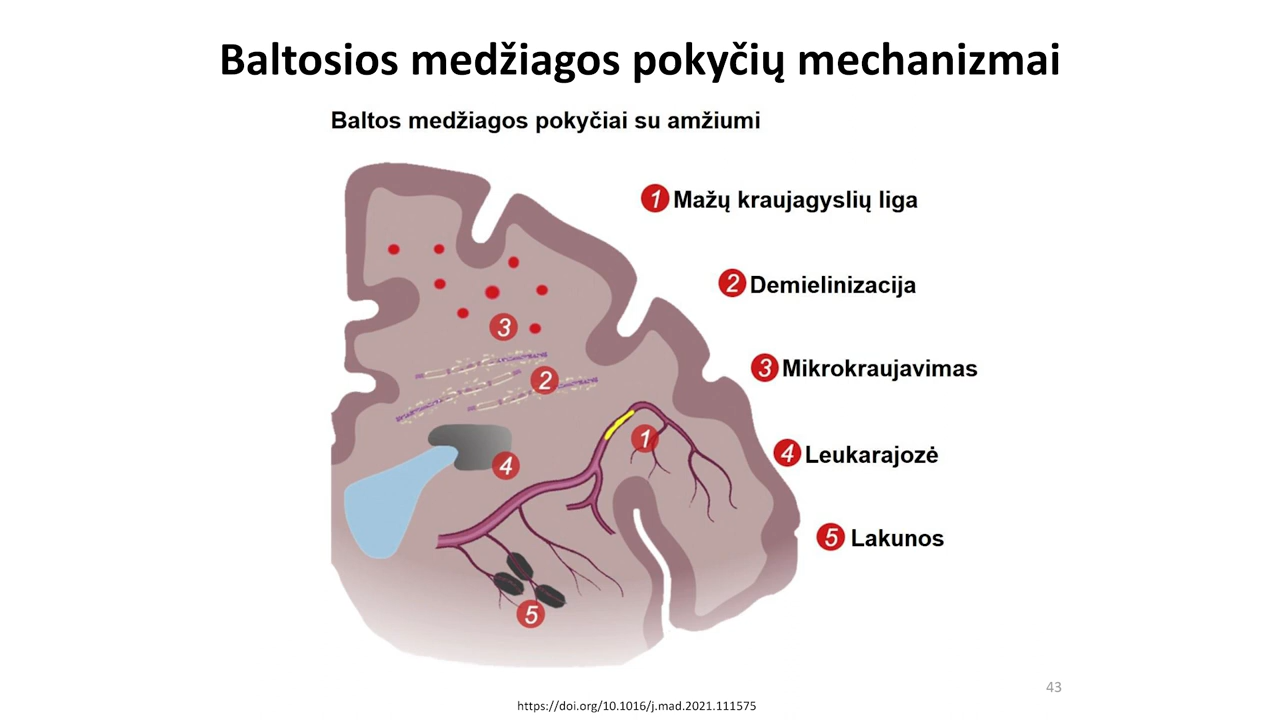 Baltosios medžiagos pokyčių mechanizmai
Baltos medžiagos pokyčiai su amžiumi
1 Mažų kraujagyslių liga
2 Demielinizacija
3 Mikrokraujavimas
4 Leukarajozė
5 Lakunos
3
2
1
4
5
43
https://doi.org/10.1016/j.mad.2021.111575